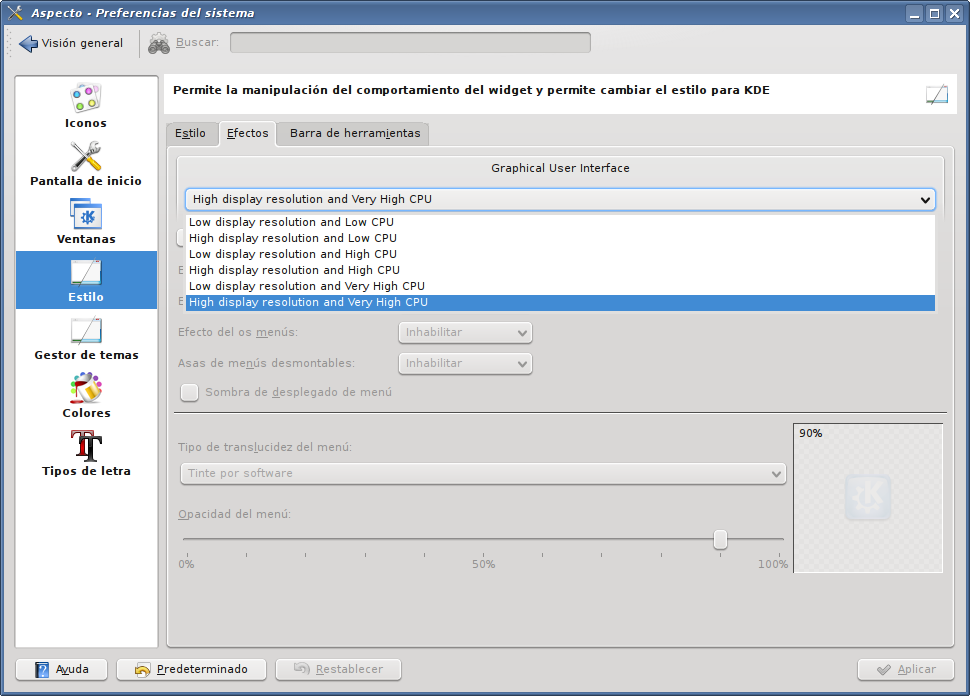 Aspecto - Preferencias del sistema
Visión general
Buscar:
Iconos
Pantalla de inicio
Ventanas
Estilo
Gestor de temas
Colores
Tipos de letra
Permite la manipulación del comportamiento del widget y permite cambiar el estilo para KDE
Estilo Efectos Barra de herramientas
Graphical User Interface
High display resolution and Very High CPU
Low display resolution and Low CPU
High display resolution and Low CPU
Low display resolution and High CPU
High display resolution and High CPU
Low display resolution and Very High CPU
High display resolution and Very High CPU
Efecto del os menús: Inhabilitar
Asas de menús desmontables: Inhabilitar
Sombra de desplegado de menú
Tipo de translucidez del menú:
Tinte por software
Opacidad del menú:
0% 50% 100%
90%
Ayuda Predeterminado Restablecer Aplicar